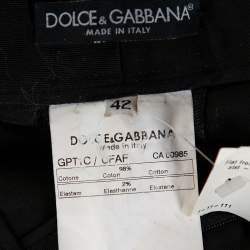 DOLCE & GABBANA
MADE IN ITALY
42
DOLCE&GABBANA
Made in Italy
GPTIC / CFAF CA 00985
98%
Cotone Coton Cotton
2%
Elastam Elasthanne Elastane